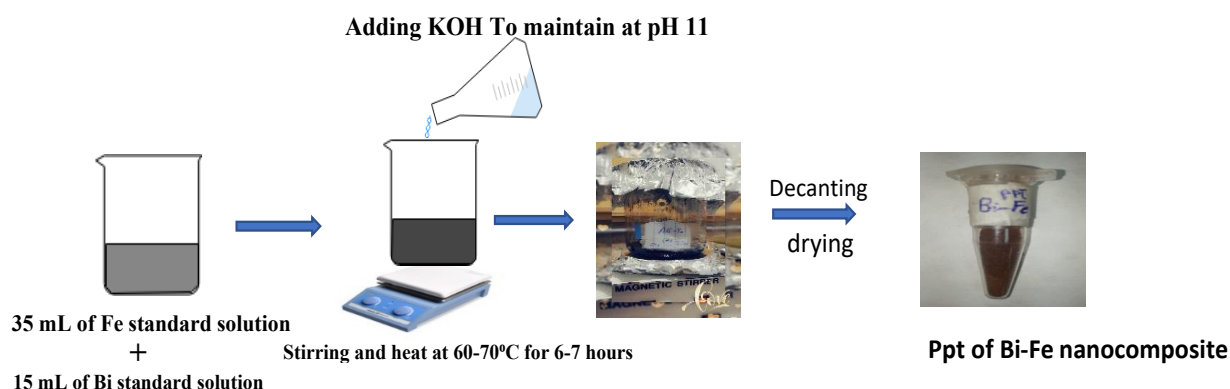 Adding KOH To maintain at pH 11
Decanting
drying
PPT
Bi-Fe
MAGNETIC STIRRER
35 mL of Fe standard solution
+
15 mL of Bi standard solution
Stirring and heat at 60-70⁰C for 6-7 hours
Ppt of Bi-Fe nanocomposite